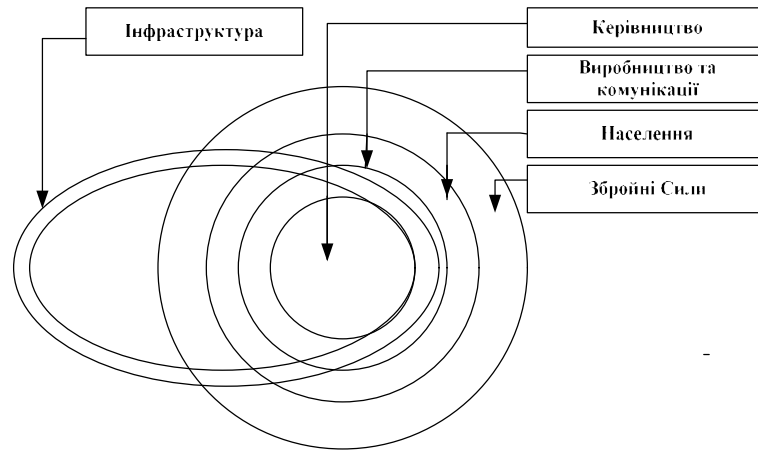 Інфраструктура
Керівництво
Виробництво та
комунікації
Населення
Збройні Сили
-